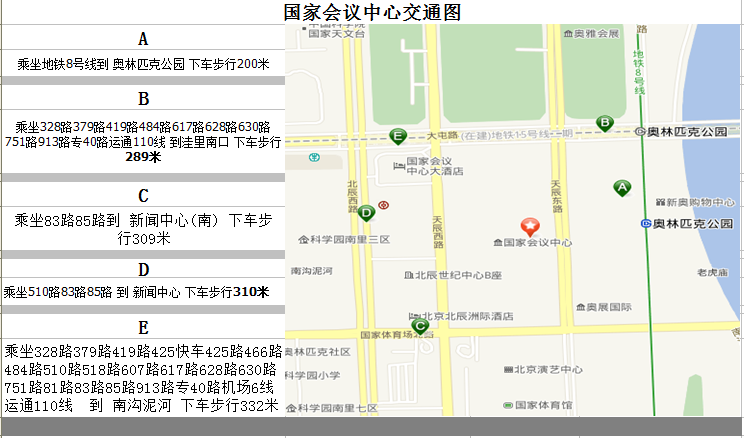 国家会议中心交通图
A
乘坐地铁8号线到 奥林匹克公园 下车步行200米
B
乘坐328路379路419路484路617路628路630路
751路913路专40路运通110线 到洼里南口 下车步行
289米
C
乘坐83路85路到 新闻中心(南) 下车步
行309米
D
乘坐510路83路85路 到 新闻中心 下车步行310米
E
乘坐328路379路419路425快车425路466路
484路510路518路607路617路628路630路
751路81路83路85路913路专40路机场6线
运通110线 到 南沟泥河 下车步行332米
国家天文台
奥雅会展
路
地铁8号线
B
E
大屯路
(在建)地铁15号线一期
奥林匹克公园
国家会议
中心大酒店
北辰西路
天辰西路
天辰东路
A
新奥购物中心
D
奥林匹克公园
科学园南里三区
国家会议中心
南沟泥河
北辰世纪中心B座
老虎庙
奥展国际
北京北辰洲际酒店
C
国家体育场北路
奥林匹克社区
科学园小学
北京演艺中心
科学园南里七区
国家体育馆